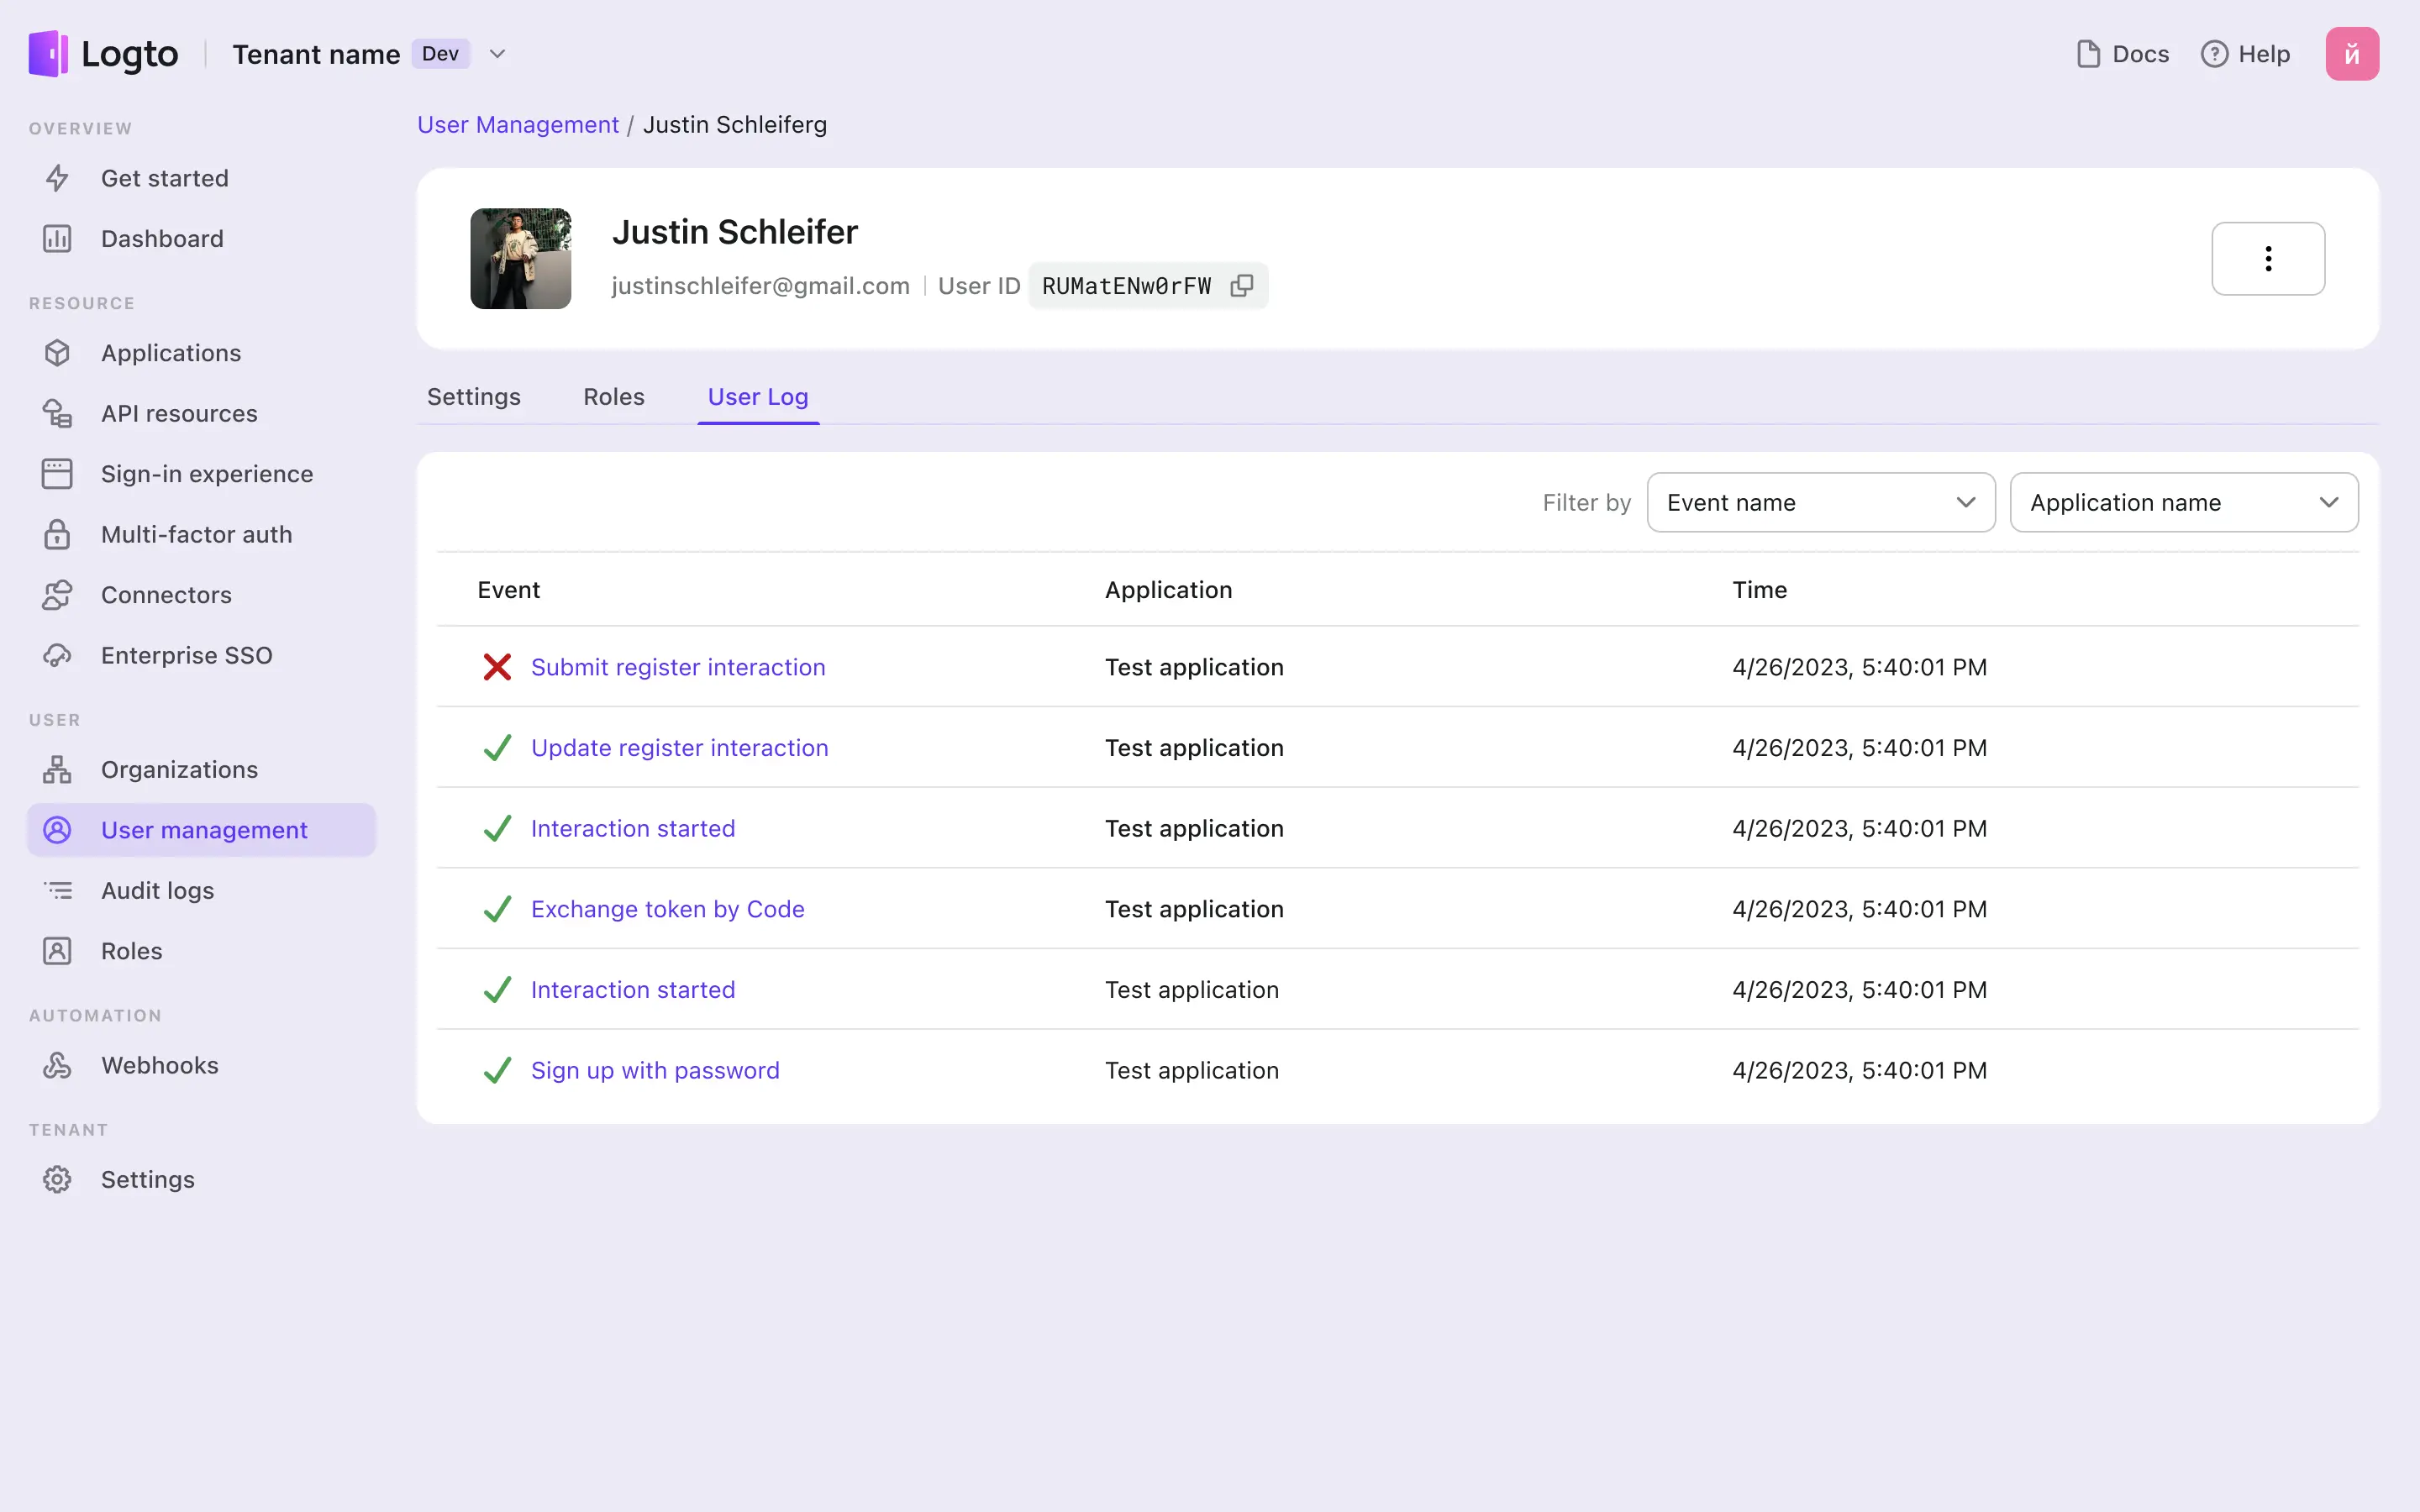 Logto
Tenant name Dev
Docs
Help
й
OVERVIEW
Get started
Dashboard
RESOURCE
Applications
API resources
Sign-in experience
Multi-factor auth
Connectors
Enterprise SSO
USER
Organizations
User management
Audit logs
Roles
AUTOMATION
Webhooks
TENANT
Settings
User Management / Justin Schleiferg
Justin Schleifer
justinschleifer@gmail.com User ID RUMatENw0rFW
Settings Roles User Log
Filter by Event name Application name
Event Application Time
Submit register interaction Test application 4/26/2023, 5:40:01 PM
Update register interaction Test application 4/26/2023, 5:40:01 PM
Interaction started Test application 4/26/2023, 5:40:01 PM
Exchange token by Code Test application 4/26/2023, 5:40:01 PM
Interaction started Test application 4/26/2023, 5:40:01 PM
Sign up with password Test application 4/26/2023, 5:40:01 PM